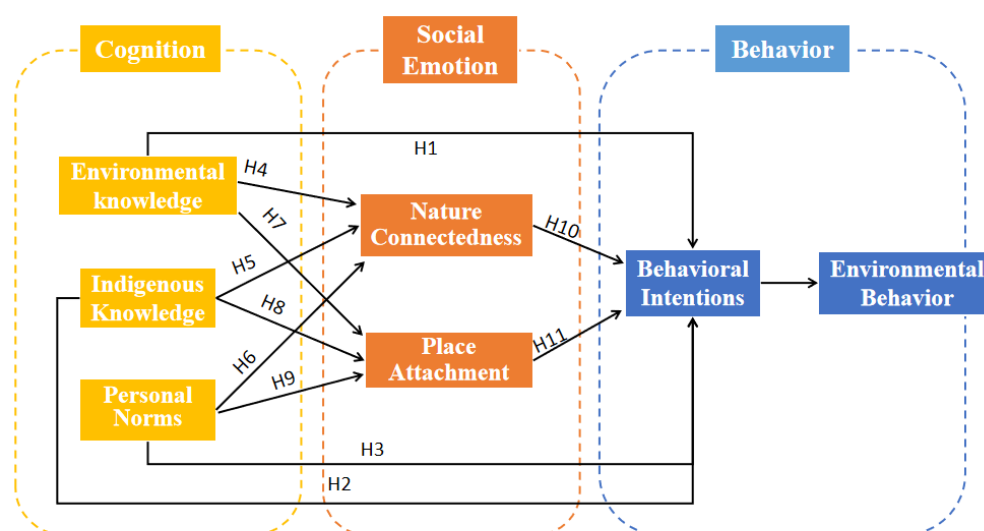 Cognition
Social
Emotion
Behavior
H1
Environmental
knowledge
H4
H7
Nature
Connectedness
H10
Indigenous
Knowledge
H5
H8
Behavioral
Intentions
Environmental
Behavior
H6
H9
Place
Attachment
H11
Personal
Norms
H3
H2